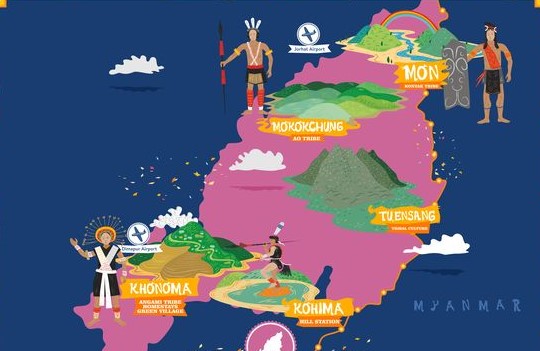 Jorhat Airport
MON
KONYAK TRIBE
MOKOKCHUNG
AO TRIBE
TUENSANG
TRIBAL CULTURE
Dimapur Airport
KHONOMA
ANGAMI TRIBE
HOMESTAYS
GREEN VILLAGE
KOHIMA
HILL STATION
MYANMAR